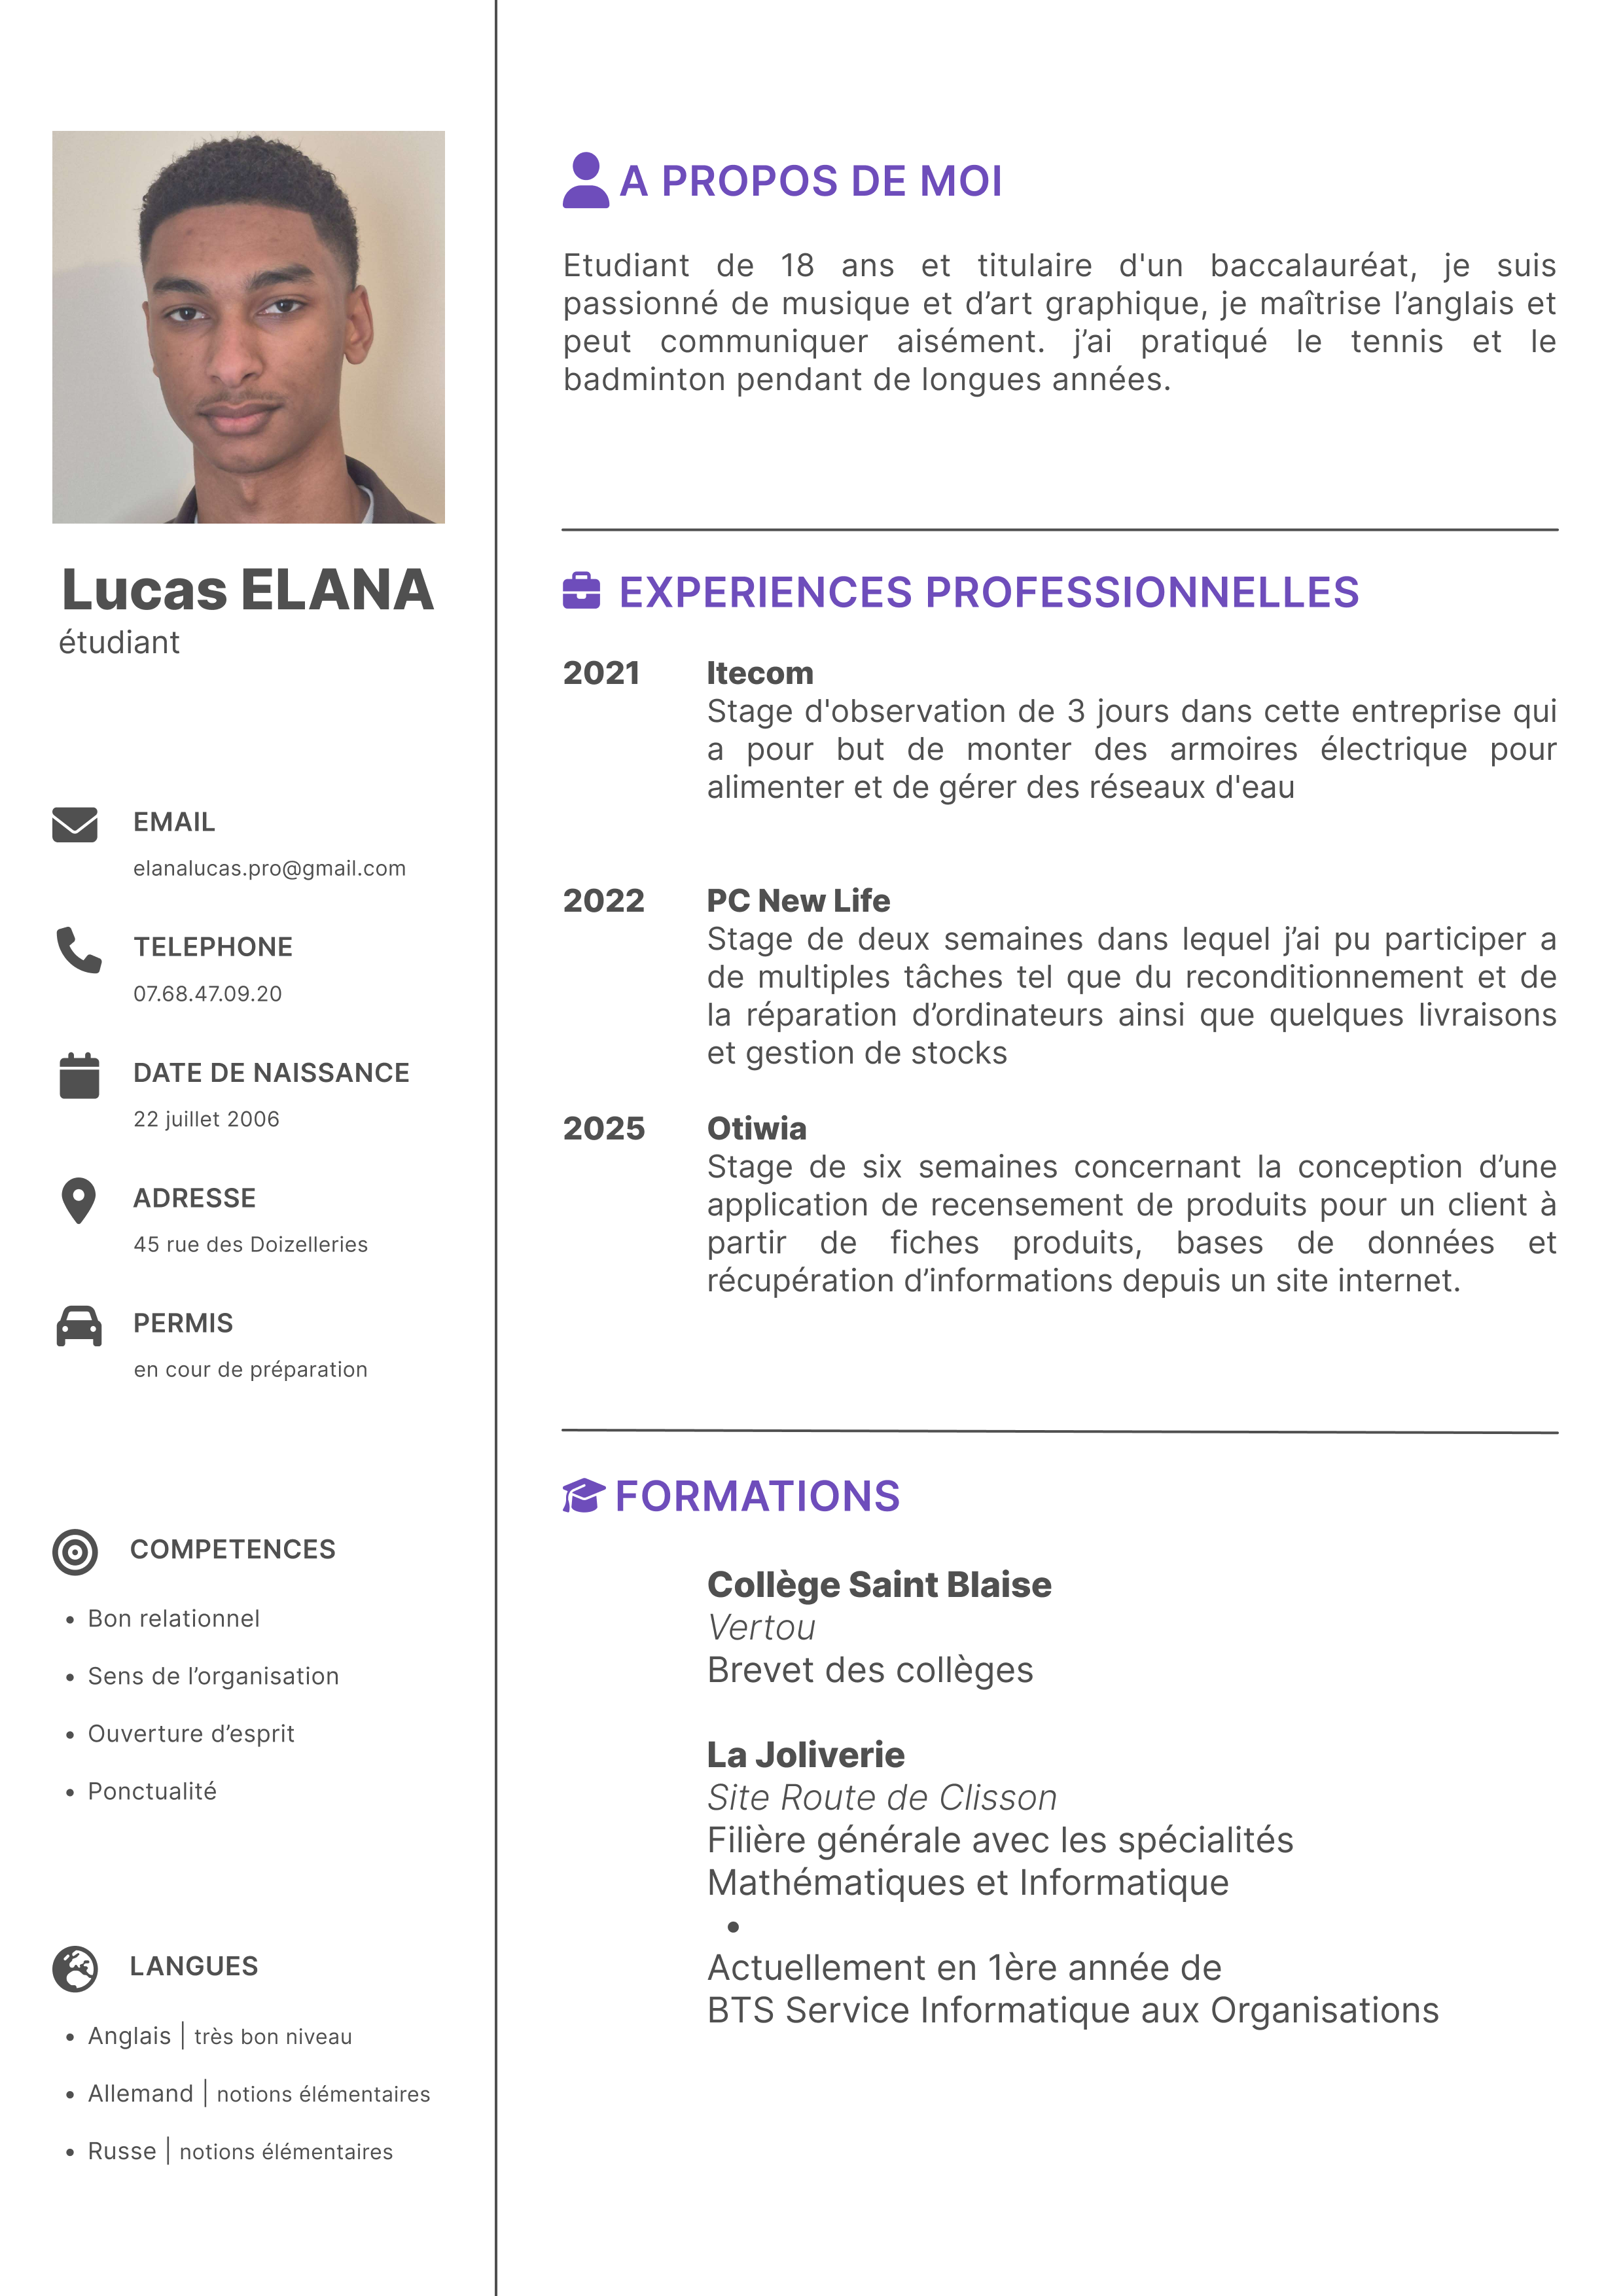 Lucas ELANA
étudiant
EMAIL
elanalucas.pro@gmail.com
TELEPHONE
07.68.47.09.20
DATE DE NAISSANCE
22 juillet 2006
ADRESSE
45 rue des Doizelleries
PERMIS
en cour de préparation
COMPETENCES
• Bon relationnel
• Sens de l’organisation
• Ouverture d’esprit
• Ponctualité
LANGUES
• Anglais | très bon niveau
• Allemand | notions élémentaires
• Russe | notions élémentaires
A PROPOS DE MOI
Etudiant de 18 ans et titulaire d'un baccalauréat, je suis
passionné de musique et d’art graphique, je maîtrise l’anglais et
peut communiquer aisément. j’ai pratiqué le tennis et le
badminton pendant de longues années.
EXPERIENCES PROFESSIONNELLES
2021 Itecom
Stage d'observation de 3 jours dans cette entreprise qui
a pour but de monter des armoires électrique pour
alimenter et de gérer des réseaux d'eau
2022 PC New Life
Stage de deux semaines dans lequel j’ai pu participer a
de multiples tâches tel que du reconditionnement et de
la réparation d’ordinateurs ainsi que quelques livraisons
et gestion de stocks
2025 Otiwia
Stage de six semaines concernant la conception d’une
application de recensement de produits pour un client à
partir de fiches produits, bases de données et
récupération d’informations depuis un site internet.
FORMATIONS
Collège Saint Blaise
Vertou
Brevet des collèges
La Joliverie
Site Route de Clisson
Filière générale avec les spécialités
Mathématiques et Informatique
•
Actuellement en 1ère année de
BTS Service Informatique aux Organisations